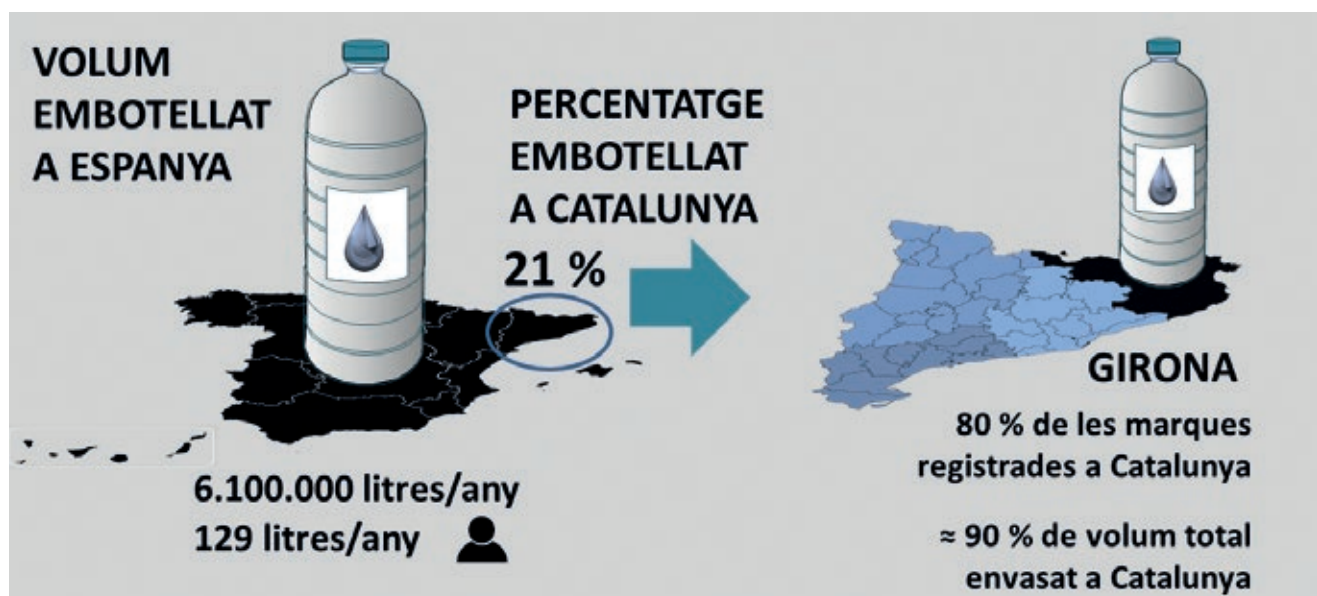 VOLUM
EMBOTELLAT
A ESPANYA
PERCENTATGE
EMBOTELLAT
A CATALUNYA
21 %
6.100.000 litres/any
129 litres/any
GIRONA
80 % de les marques
registrades a Catalunya
≈ 90 % de volum total
envasat a Catalunya